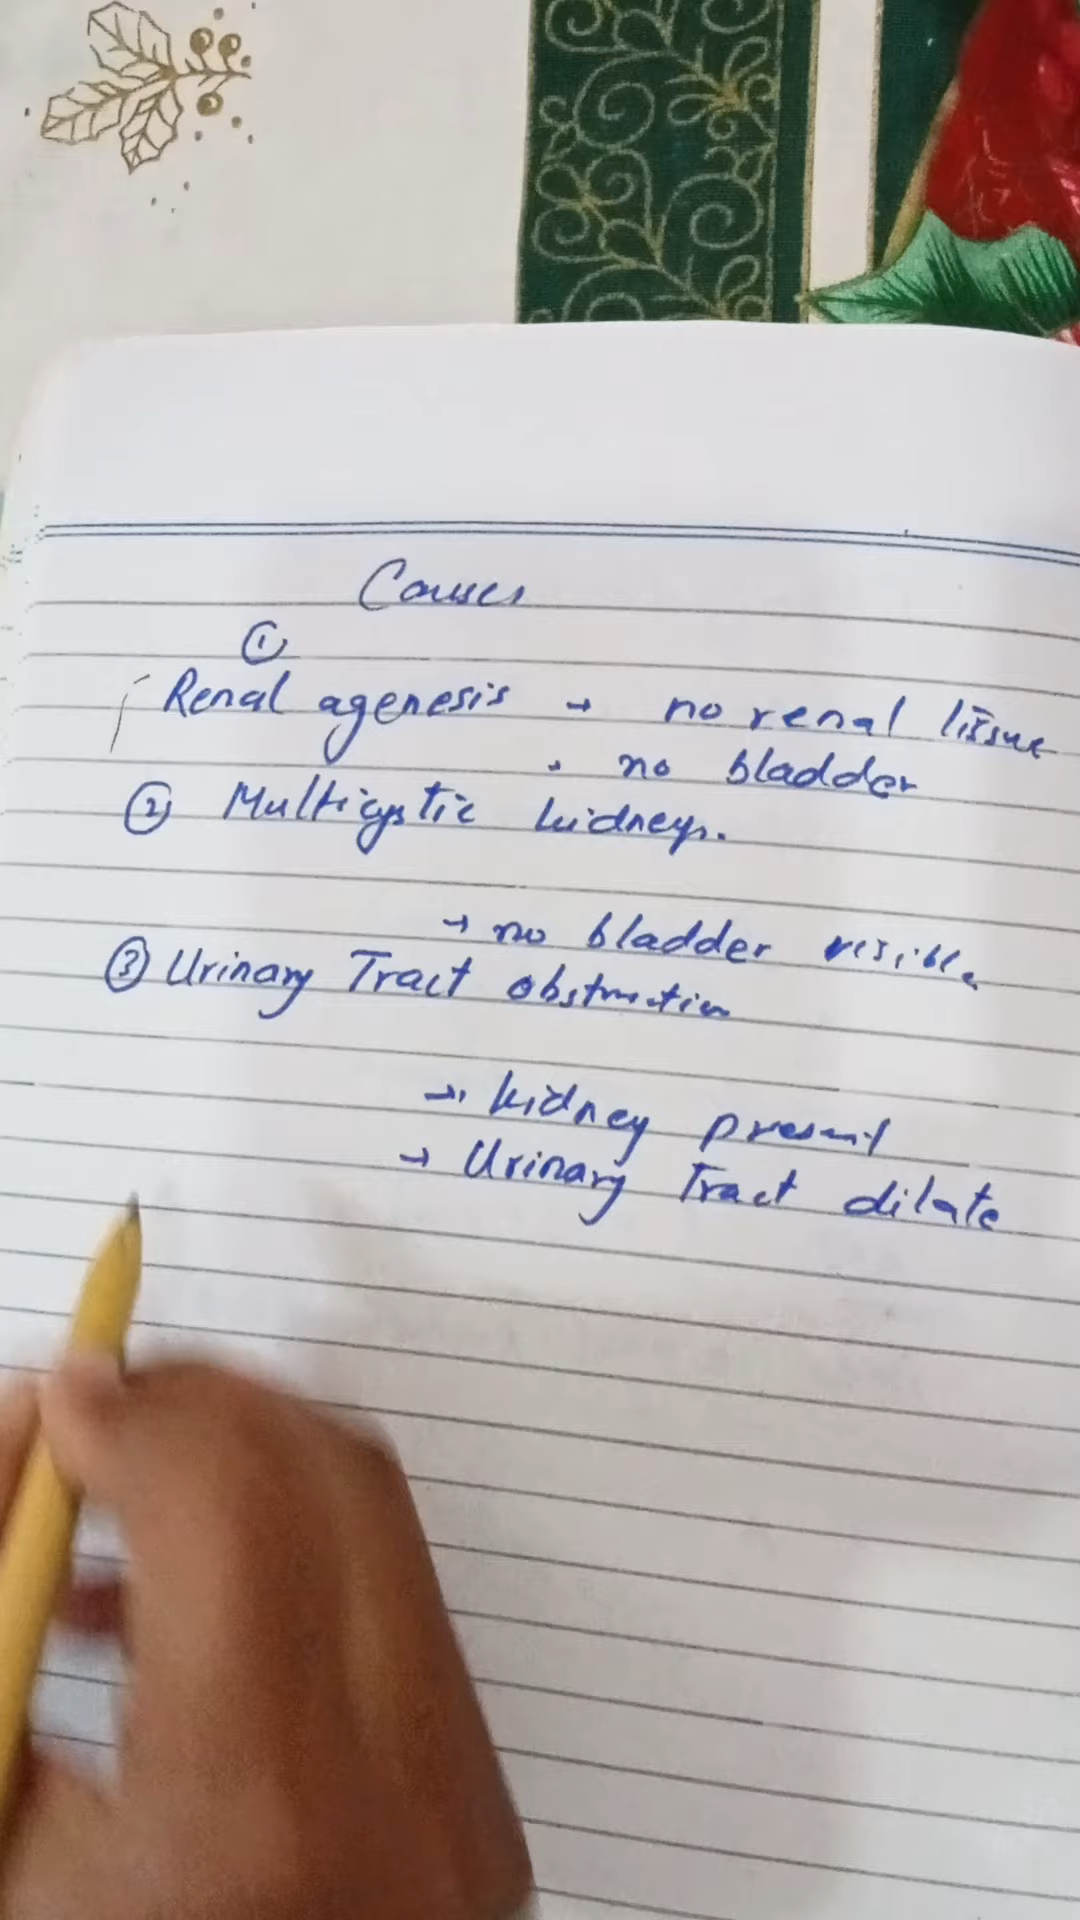 Causes
①
Renal agenesis → no renal tissue
• no bladder
② Multicystic kidneys.
→ no bladder visible
③ Urinary Tract obstruction
→ kidney present
→ Urinary Tract dilate